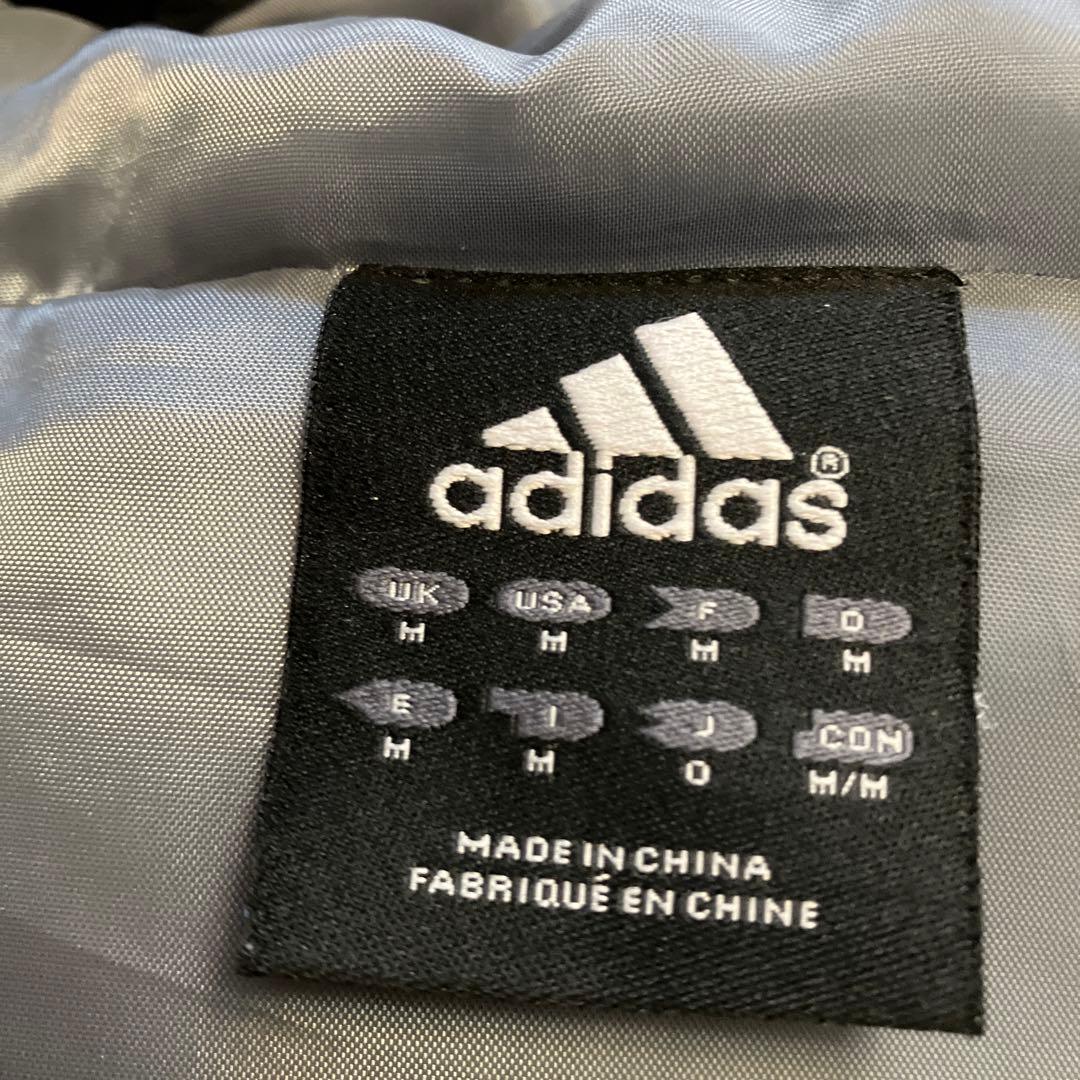 adidas®
UK USA F D
M M M M
E I J CON
M M O M/M
MADE IN CHINA
FABRIQUÉ EN CHINE